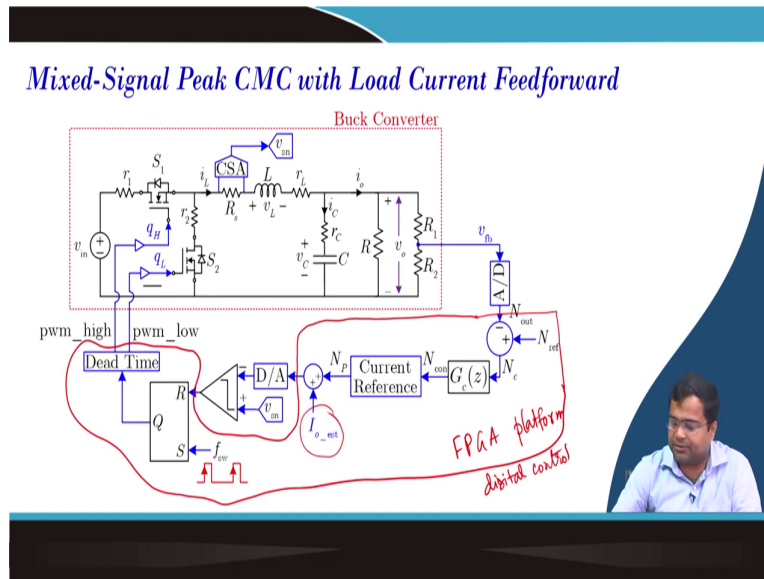 Mixed-Signal Peak CMC with Load Current Feedforward
Buck Converter
S₁
r₁
i_L
CSA
v_sn
L
r_L
i_o
r₂
R_s
+ v_L −
i_C
r_C
+
v_C
−
C
R
+
v_o
−
R₁
R₂
v_fb
v_in
+
−
q_H
q_L
S₂
A/D
N_out
pwm_high
pwm_low
− +
N_ref
Dead Time
D/A
+ +
N_P
Current
Reference
N_con
G_c(z)
N_c
−
+
v_sn
R
Q
S
f_sw
I_o_est
FPGA platform
digital control